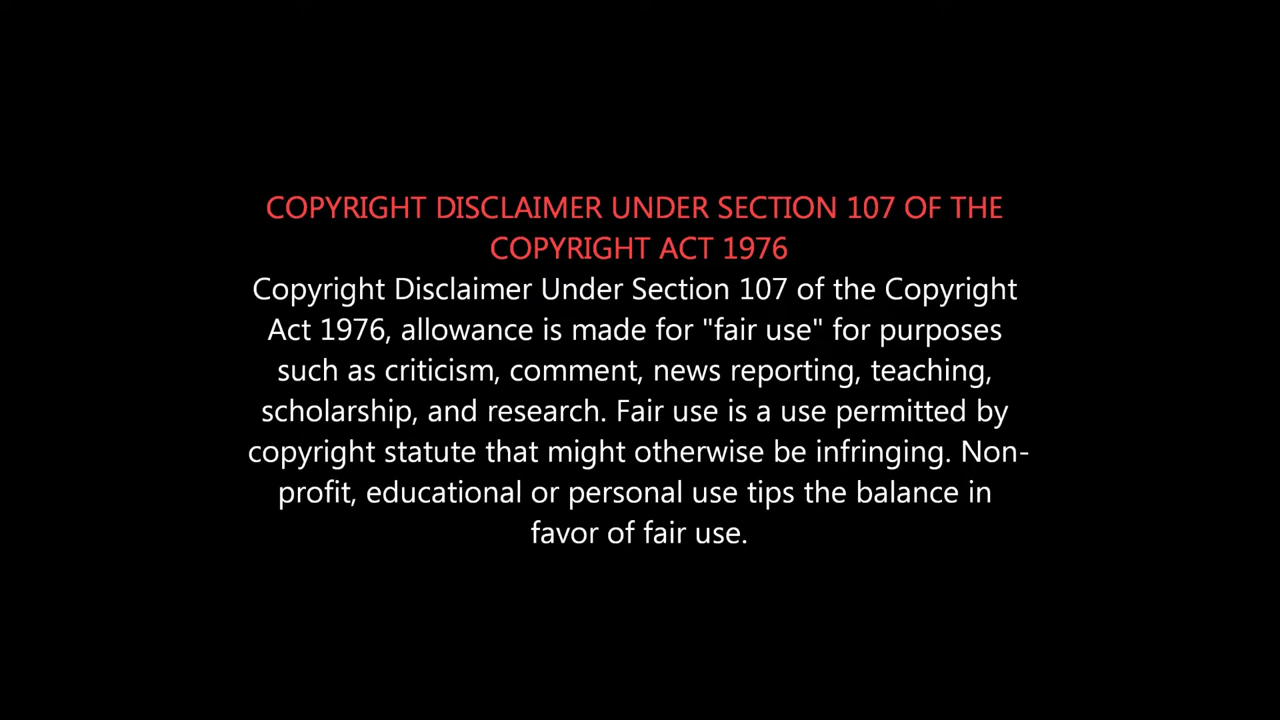 COPYRIGHT DISCLAIMER UNDER SECTION 107 OF THE
COPYRIGHT ACT 1976
Copyright Disclaimer Under Section 107 of the Copyright
Act 1976, allowance is made for "fair use" for purposes
such as criticism, comment, news reporting, teaching,
scholarship, and research. Fair use is a use permitted by
copyright statute that might otherwise be infringing. Non-
profit, educational or personal use tips the balance in
favor of fair use.